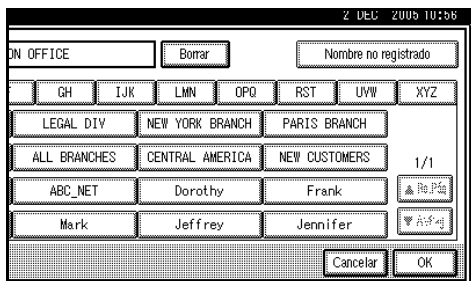 2 DEC 2005 10:56
ON OFFICE Borrar Nombre no registrado
GH IJK LMN OPQ RST UVW XYZ
LEGAL DIV NEW YORK BRANCH PARIS BRANCH
ALL BRANCHES CENTRAL AMERICA NEW CUSTOMERS 1/1
ABC_NET Dorothy Frank ▲ Re.Pág
Mark Jeffrey Jennifer ▼
Cancelar OK